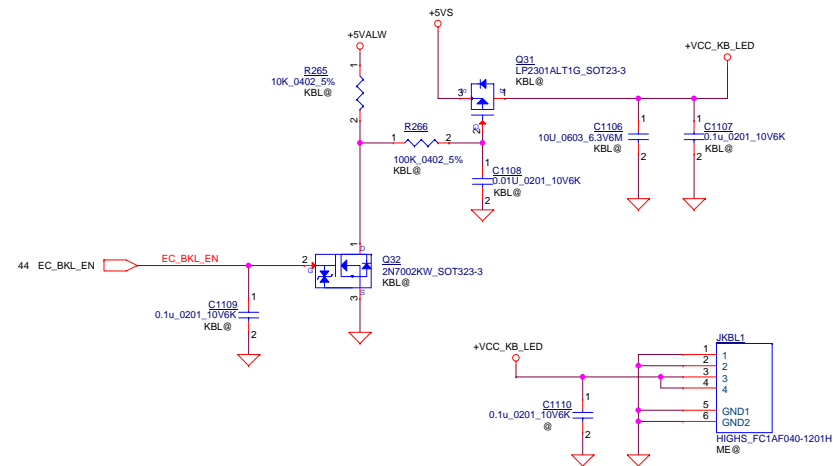 +5VS
+5VALW
+VCC_KB_LED
Q31
LP2301ALT1G_SOT23-3
KBL@
R265
10K_0402_5%
KBL@
1
2
3
S
D
1
G
2
R266
1
2
100K_0402_5%
KBL@
C1108
0.01U_0201_10V6K
KBL@
1
2
C1106
10U_0603_6.3V6M
KBL@
1
2
C1107
0.1u_0201_10V6K
KBL@
1
2
44 EC_BKL_EN
EC_BKL_EN
2
G
1
D
S
3
Q32
2N7002KW_SOT323-3
KBL@
C1109
0.1u_0201_10V6K
KBL@
1
2
+VCC_KB_LED
C1110
0.1u_0201_10V6K
@
1
2
JKBL1
1 1
2 2
3 3
4 4
5 GND1
6 GND2
HIGHS_FC1AF040-1201H
ME@